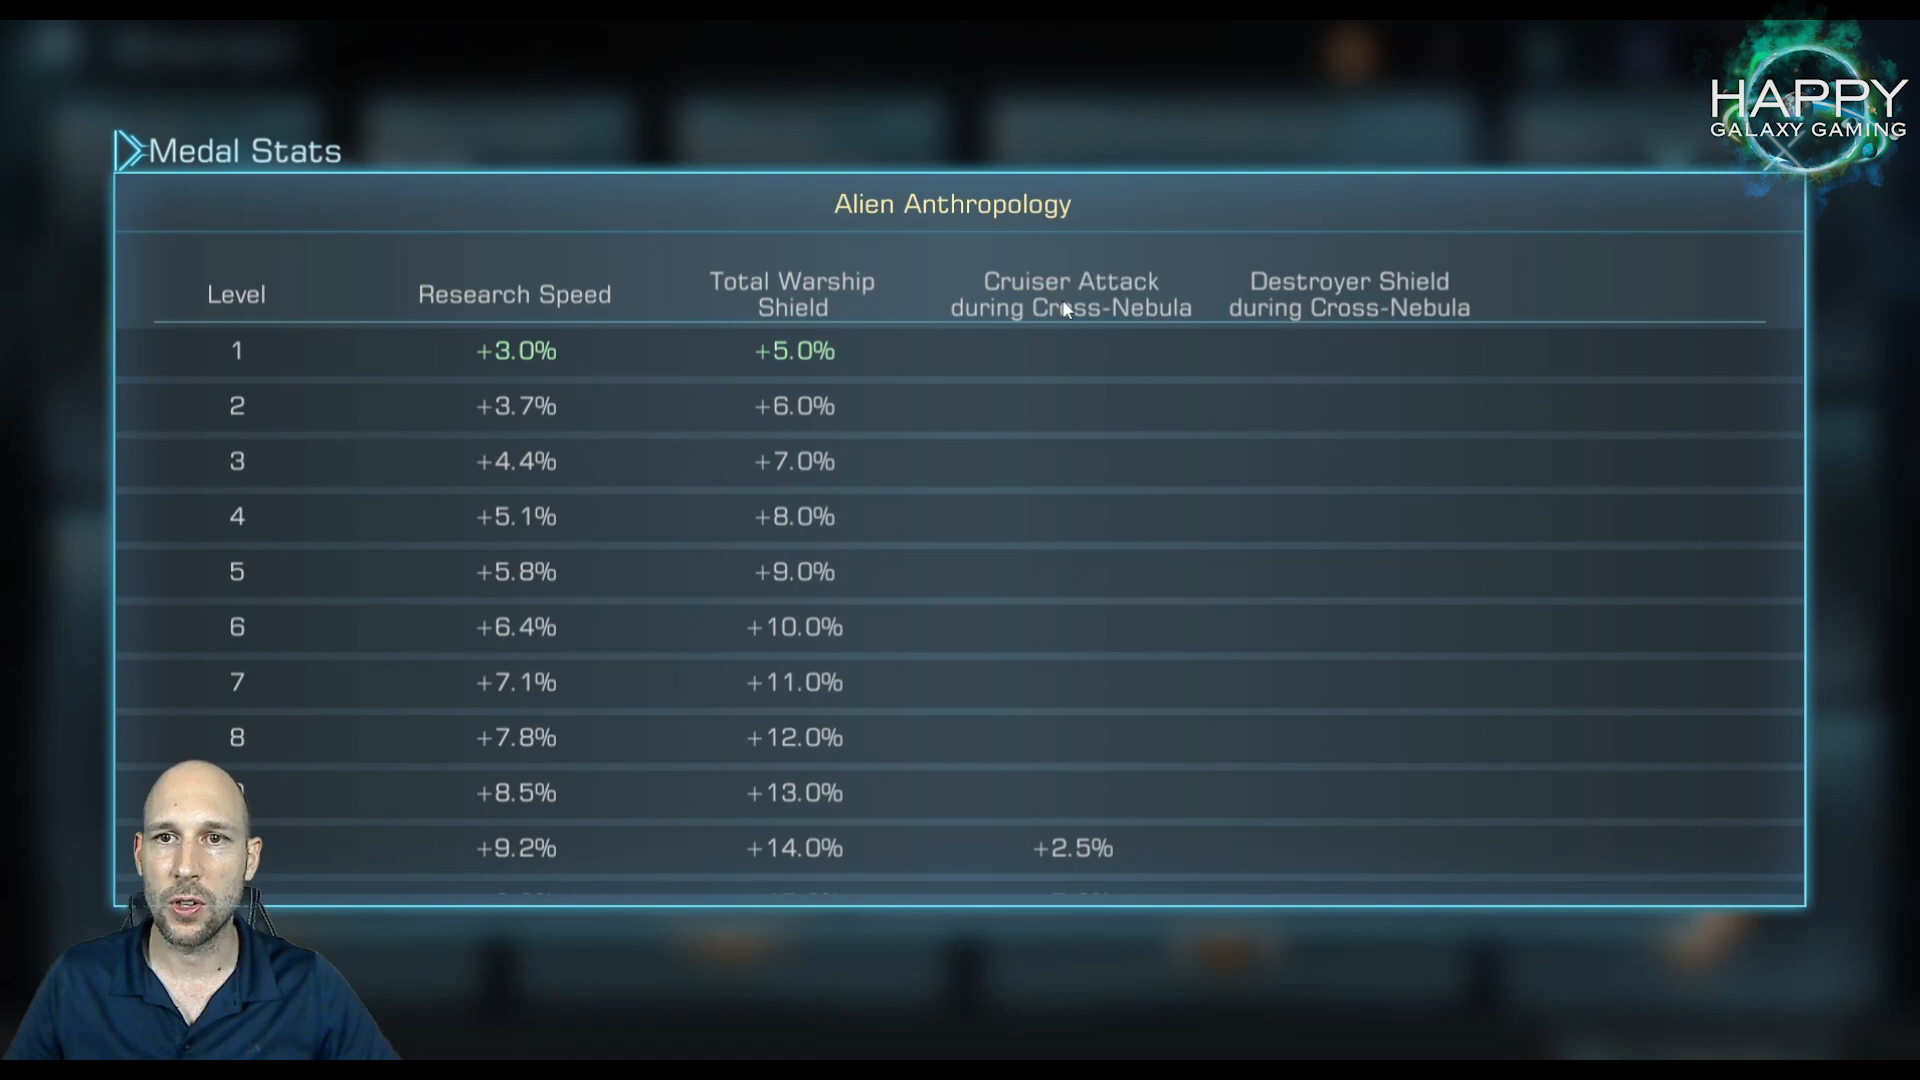 HAPPY
GALAXY GAMING
Medal Stats
Alien Anthropology
Level Research Speed Total Warship Shield Cruiser Attack during Cross-Nebula Destroyer Shield during Cross-Nebula
1 +3.0% +5.0%
2 +3.7% +6.0%
3 +4.4% +7.0%
4 +5.1% +8.0%
5 +5.8% +9.0%
6 +6.4% +10.0%
7 +7.1% +11.0%
8 +7.8% +12.0%
+8.5% +13.0%
+9.2% +14.0% +2.5%